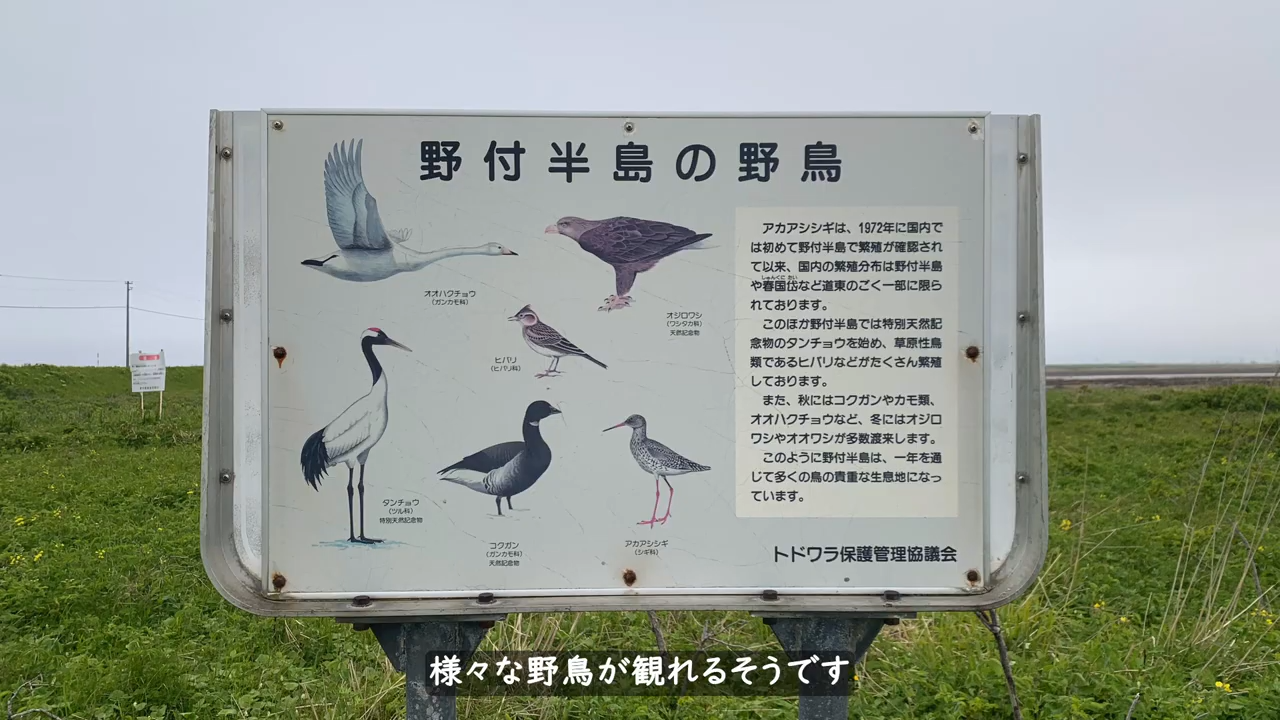 野付半島の野鳥
オオハクチョウ
（ガンカモ科）
オジロワシ
（ワシタカ科）
天然記念物
ヒバリ
（ヒバリ科）
タンチョウ
（ツル科）
特別天然記念物
コクガン
（ガンカモ科）
天然記念物
アカアシシギ
（シギ科）
アカアシシギは、1972年に国内で
は初めて野付半島で繁殖が確認され
て以来、国内の繁殖分布は野付半島
しゅんくに たい
や春国岱など道東のごく一部に限ら
れております。
このほか野付半島では特別天然記
念物のタンチョウを始め、草原性鳥
類であるヒバリなどがたくさん繁殖
しております。
また、秋にはコクガンやカモ類、
オオハクチョウなど、冬にはオジロ
ワシやオオワシが多数渡来します。
このように野付半島は、一年を通
じて多くの鳥の貴重な生息地になっ
ています。
トドワラ保護管理協議会
様々な野鳥が観れるそうです